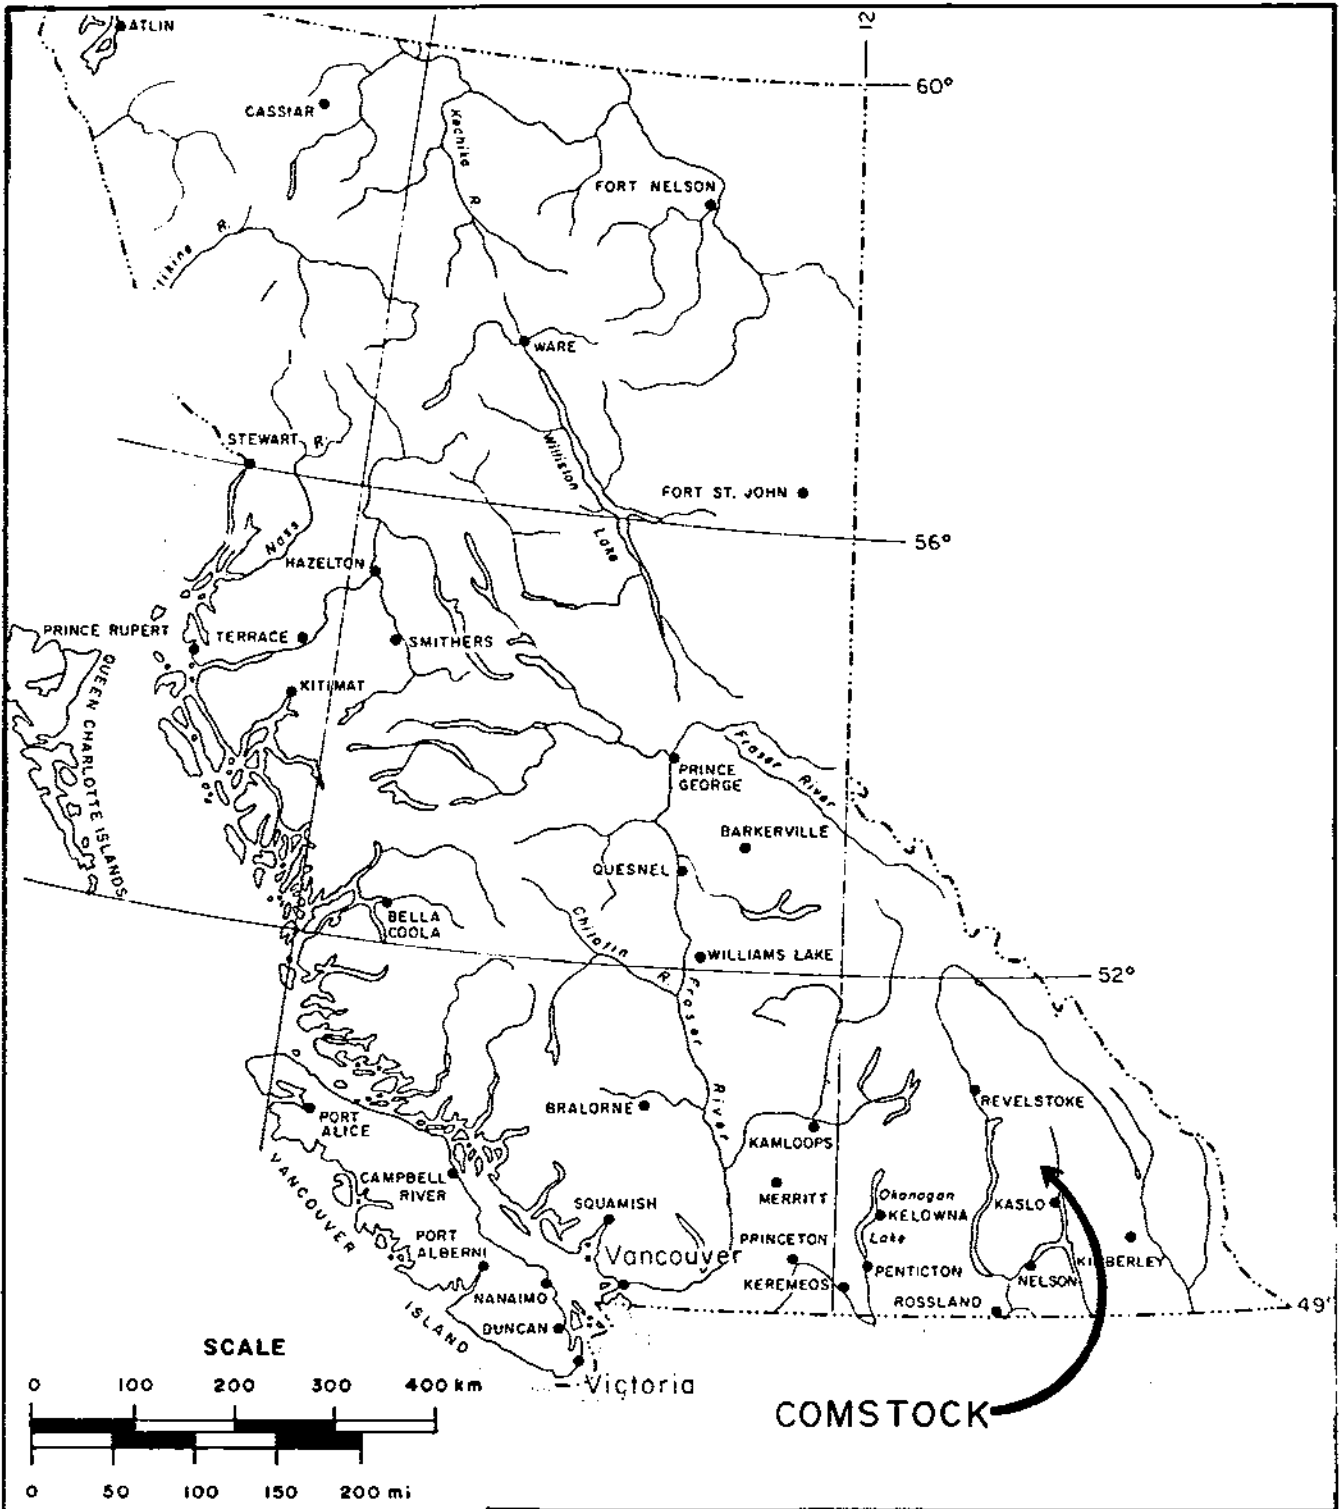 ATLIN
12
60°
CASSIAR
Kechika
R.
FORT NELSON
R.
WARE
STEWART
R.
Williston
Lake
FORT ST. JOHN
Nass
56°
HAZELTON
PRINCE RUPERT
TERRACE
SMITHERS
KITIMAT
QUEEN CHARLOTTE ISLANDS
Fraser River
PRINCE
GEORGE
BARKERVILLE
QUESNEL
BELLA
COOLA
Chilcotin
R.
WILLIAMS LAKE
52°
Fraser
River
BRALORNE
REVELSTOKE
PORT
ALICE
KAMLOOPS
VANCOUVER
ISLAND
CAMPBELL
RIVER
MERRITT
Okanagan
Lake
KELOWNA
KASLO
SQUAMISH
PORT
ALBERNI
Vancouver
PRINCETON
KEREMEOS
PENTICTON
NELSON
KIMBERLEY
NANAIMO
ROSSLAND
49°
DUNCAN
Victoria
SCALE
0 100 200 300 400 km
0 50 100 150 200 mi
COMSTOCK